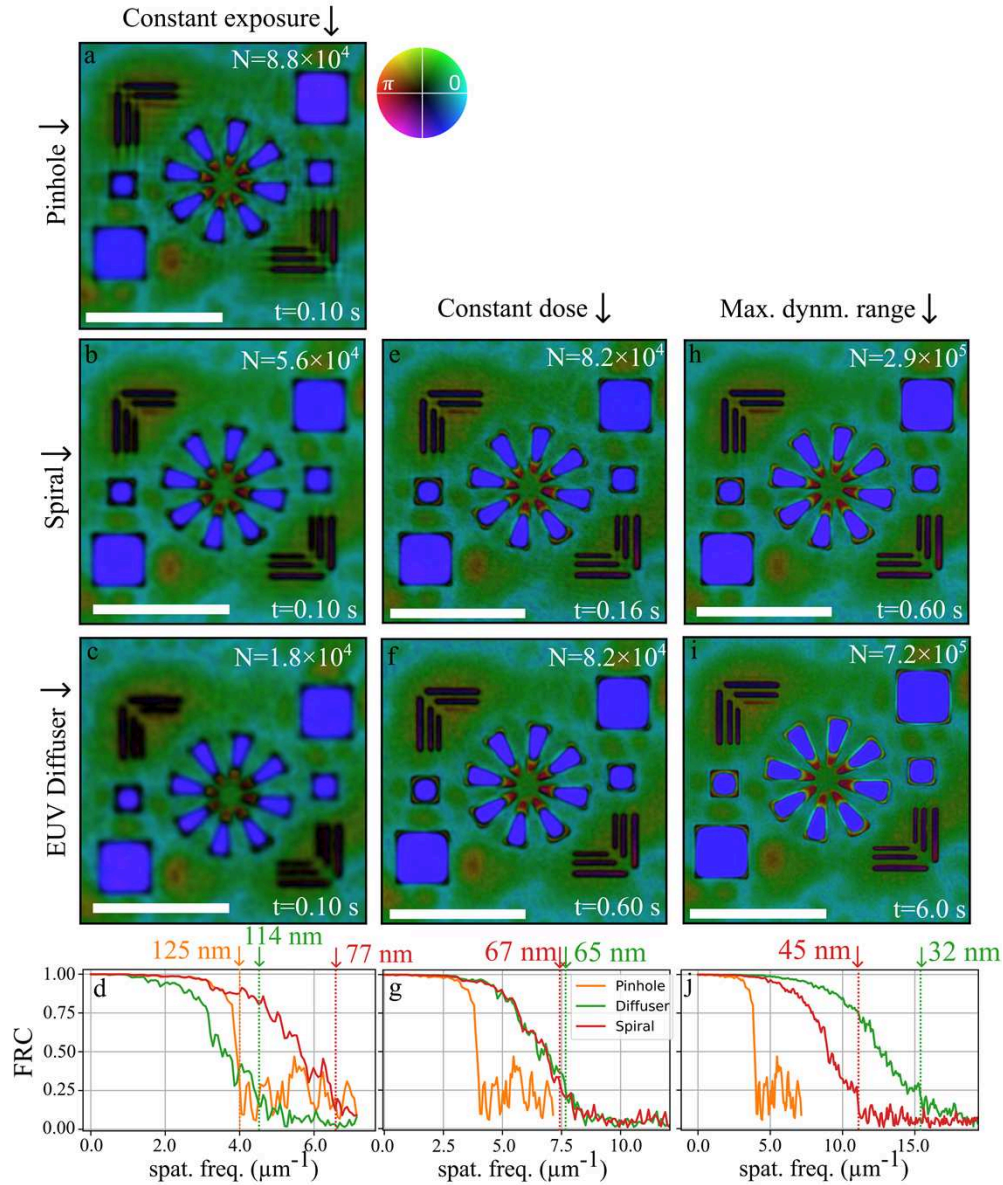 Constant exposure ↓
a
N=8.8×10⁴
π
0
Pinhole ↓
t=0.10 s
Constant dose ↓
Max. dynm. range ↓
b
N=5.6×10⁴
e
N=8.2×10⁴
h
N=2.9×10⁵
Spiral ↓
t=0.10 s
t=0.16 s
t=0.60 s
c
N=1.8×10⁴
f
N=8.2×10⁴
i
N=7.2×10⁵
EUV Diffuser ↓
t=0.10 s
t=0.60 s
t=6.0 s
125 nm
114 nm
77 nm
67 nm
65 nm
45 nm
32 nm
d
g
j
Pinhole
Diffuser
Spiral
FRC
1.00
0.75
0.50
0.25
0.00
0.0 2.0 4.0 6.0
0.0 2.5 5.0 7.5 10.0
0.0 5.0 10.0 15.0
spat. freq. (μm⁻¹)
spat. freq. (μm⁻¹)
spat. freq. (μm⁻¹)